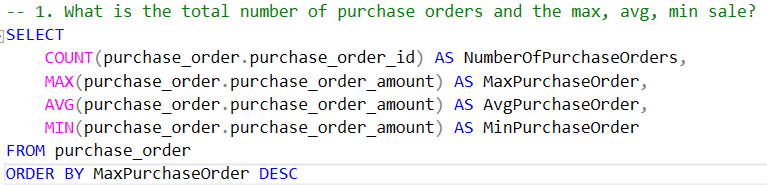 -- 1. What is the total number of purchase orders and the max, avg, min sale?
SELECT
COUNT(purchase_order.purchase_order_id) AS NumberOfPurchaseOrders,
MAX(purchase_order.purchase_order_amount) AS MaxPurchaseOrder,
AVG(purchase_order.purchase_order_amount) AS AvgPurchaseOrder,
MIN(purchase_order.purchase_order_amount) AS MinPurchaseOrder
FROM purchase_order
ORDER BY MaxPurchaseOrder DESC